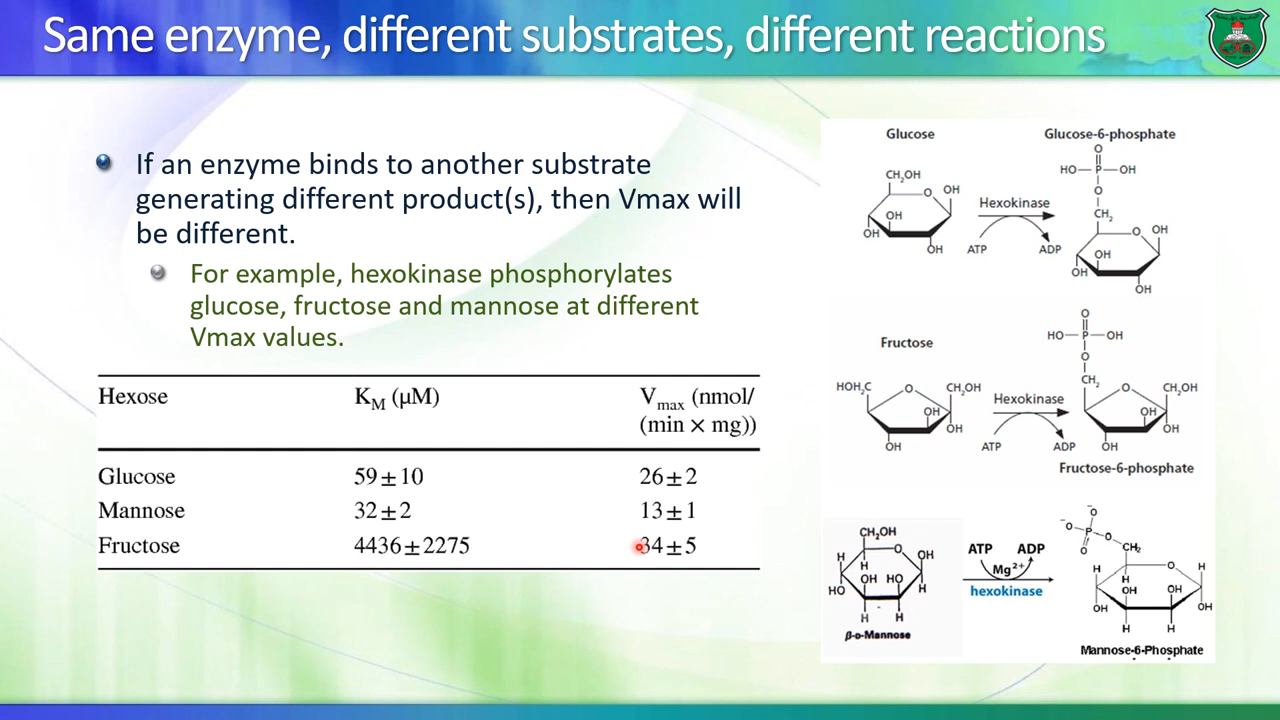 Same enzyme, different substrates, different reactions
If an enzyme binds to another substrate
generating different product(s), then Vmax will
be different.
For example, hexokinase phosphorylates
glucose, fructose and mannose at different
Vmax values.
Hexose K_M (μM) V_max (nmol/
(min × mg))
Glucose 59±10 26±2
Mannose 32±2 13±1
Fructose 4436±2275 34±5
Glucose Glucose-6-phosphate
O
HO P OH
O
CH₂OH
CH₂
O OH
Hexokinase
OH
OH
OH
ATP ADP
O OH
OH
OH
OH
Fructose
O
HO P OH
O
CH₂
HOH₂C O CH₂OH
Hexokinase
O CH₂OH
OH
OH
OH
ATP ADP
OH
OH
OH
Fructose-6-phosphate
CH₂OH
O OH
H H
OH HO
HO H
H H
β-D-Mannose
ATP ADP
Mg²⁺
hexokinase
O⁻
⁻O P O
O
CH₂
O
H H H
OH OH
OH OH
H H
Mannose-6-Phosphate